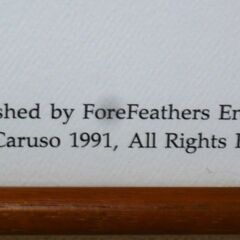 shed by ForeFeathers En
Caruso 1991, All Rights